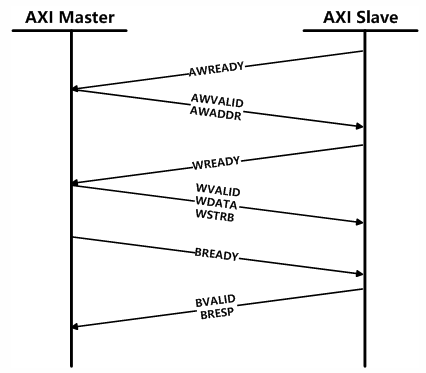 AXI Master
AXI Slave
AWREADY
AWVALID
AWADDR
WREADY
WVALID
WDATA
WSTRB
BREADY
BVALID
BRESP